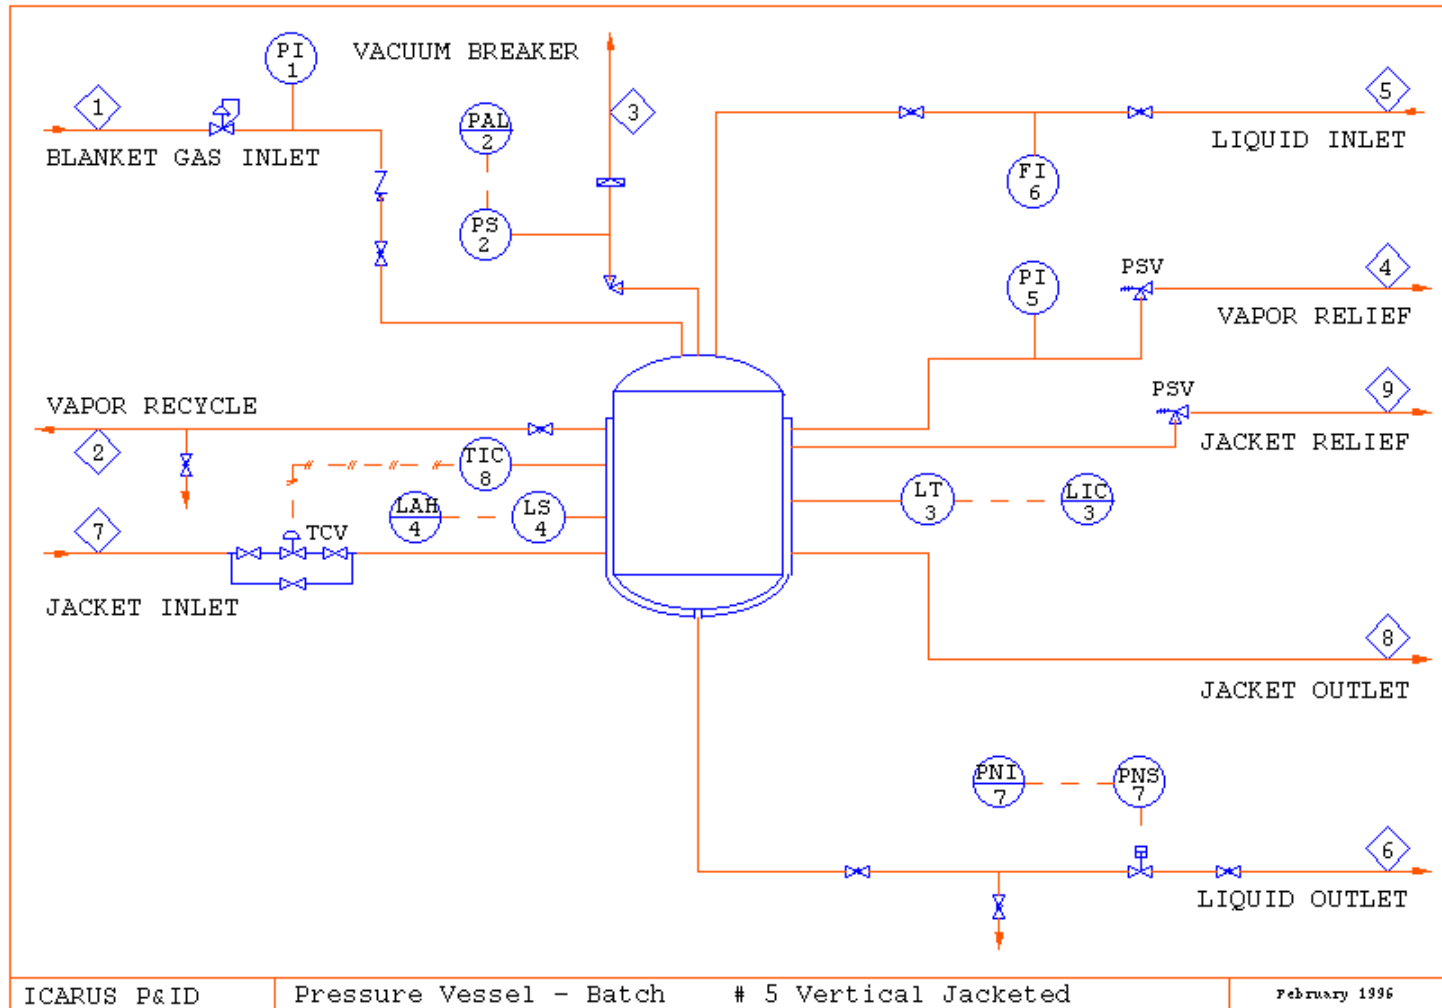 PI
1
VACUUM BREAKER
1
3
5
PAL
2
BLANKET GAS INLET
LIQUID INLET
FI
6
PS
2
PI
5
PSV
4
VAPOR RELIEF
VAPOR RECYCLE
PSV
9
JACKET RELIEF
2
TIC
8
LT
3
LIC
3
LAH
4
LS
4
7
TCV
JACKET INLET
8
JACKET OUTLET
PNI
7
PNS
7
6
LIQUID OUTLET
ICARUS P&ID
Pressure Vessel - Batch # 5 Vertical Jacketed
February 1996